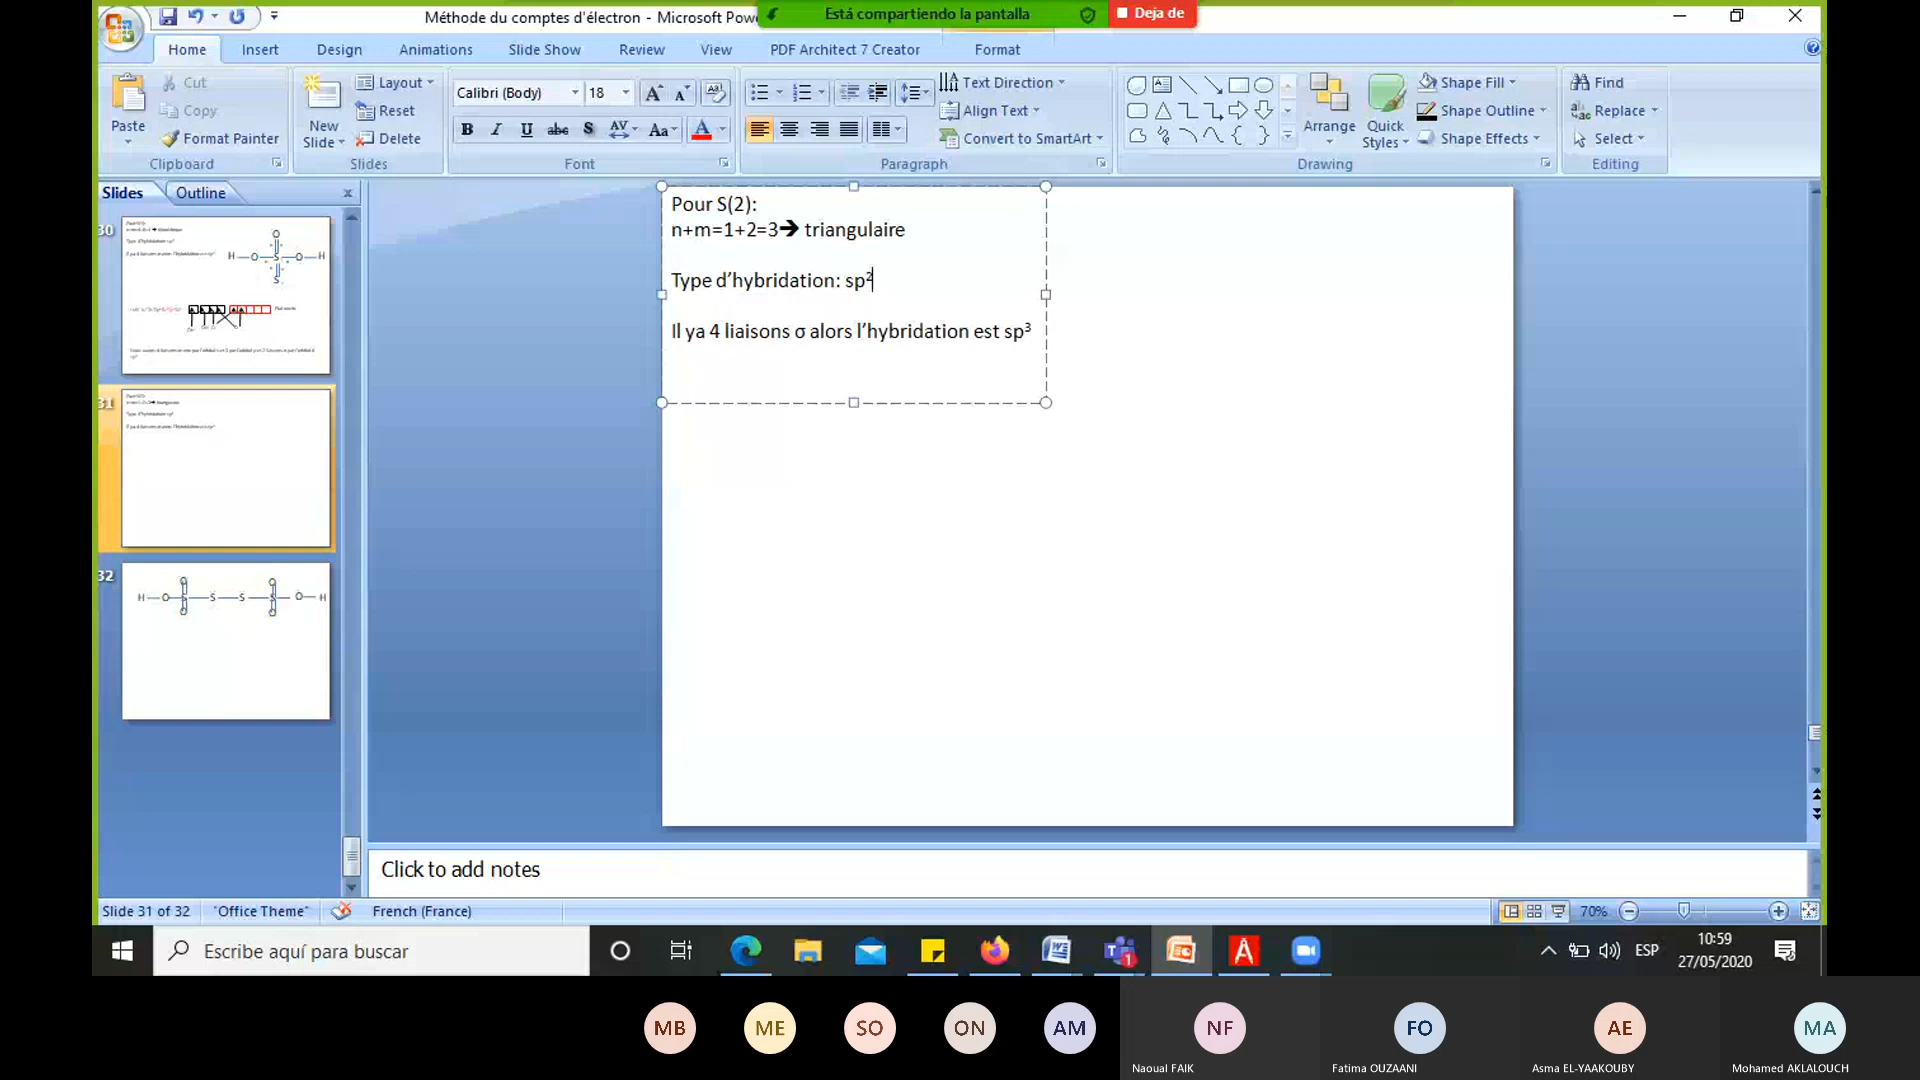 Méthode du comptes d'électron - Microsoft Pow
Está compartiendo la pantalla
Deja de
Home
Insert
Design
Animations
Slide Show
Review
View
PDF Architect 7 Creator
Format
Paste
Cut
Copy
Format Painter
Clipboard
New Slide
Layout
Reset
Delete
Slides
Calibri (Body)
18
Font
Text Direction
Align Text
Convert to SmartArt
Paragraph
Arrange
Quick Styles
Shape Fill
Shape Outline
Shape Effects
Drawing
Find
Replace
Select
Editing
Slides
Outline
30
H O S O H
31
32
H O S S S S O H
Pour S(2):
n+m=1+2=3➔ triangulaire
Type d’hybridation: sp²
Il ya 4 liaisons σ alors l’hybridation est sp³
Click to add notes
Slide 31 of 32
"Office Theme"
French (France)
70%
Escribe aquí para buscar
ESP
10:59
27/05/2020
MB
ME
SO
ON
AM
NF
FO
AE
MA
Naoual FAIK
Fatima OUZAANI
Asma EL-YAAKOUBY
Mohamed AKLALOUCH